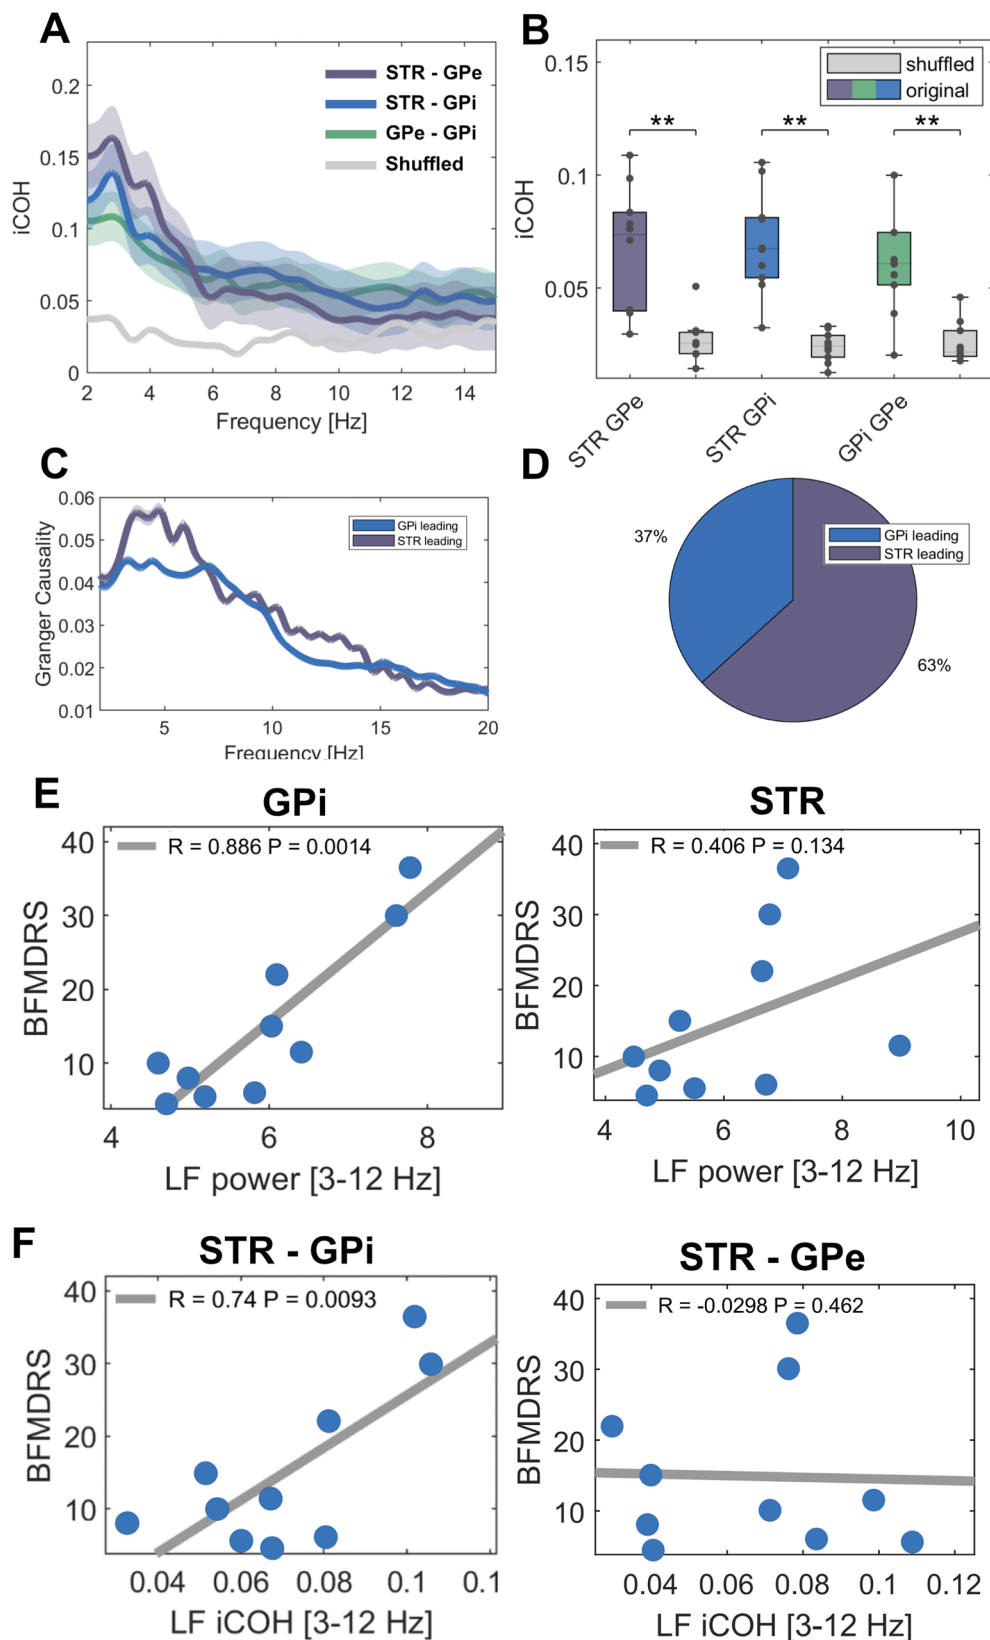 A
0.2
0.15
0.1
0.05
0
iCOH
2 4 6 8 10 12 14
Frequency [Hz]
STR - GPe
STR - GPi
GPe - GPi
Shuffled
B
0.15
0.1
0.05
iCOH
shuffled
original
** ** **
STR GPe
STR GPi
GPi GPe
C
0.06
0.05
0.04
0.03
0.02
0.01
Granger Causality
GPi leading
STR leading
5 10 15 20
Frequency [Hz]
D
37%
GPi leading
STR leading
63%
E
GPi
R = 0.886 P = 0.0014
40
30
20
10
BFMDRS
4 6 8
LF power [3-12 Hz]
STR
R = 0.406 P = 0.134
40
30
20
10
BFMDRS
4 6 8 10
LF power [3-12 Hz]
F
STR - GPi
R = 0.74 P = 0.0093
40
30
20
10
BFMDRS
0.04 0.06 0.08 0.1 0.1
LF iCOH [3-12 Hz]
STR - GPe
R = -0.0298 P = 0.462
40
30
20
10
BFMDRS
0.04 0.06 0.08 0.1 0.12
LF iCOH [3-12 Hz]